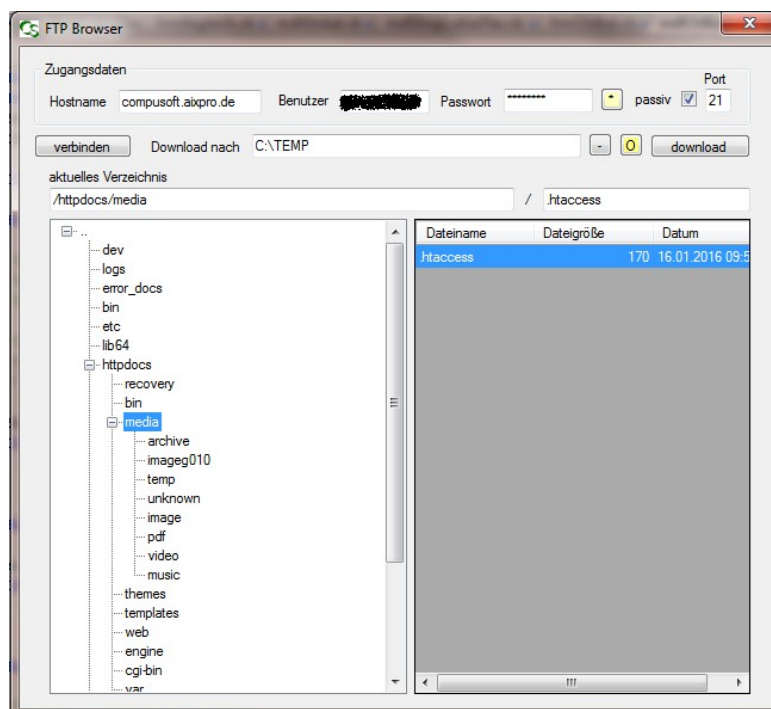 CS FTP Browser
Zugangsdaten
Port
Hostname compusoft.aixpro.de Benutzer Passwort ******** * passiv 21
verbinden Download nach C:\TEMP - O download
aktuelles Verzeichnis
/httpdocs/media / .htaccess
..
dev
logs
error_docs
bin
etc
lib64
httpdocs
recovery
bin
media
archive
imageg010
temp
unknown
image
pdf
video
music
themes
templates
web
engine
cgi-bin
var
Dateiname Dateigröße Datum
.htaccess 170 16.01.2016 09:5